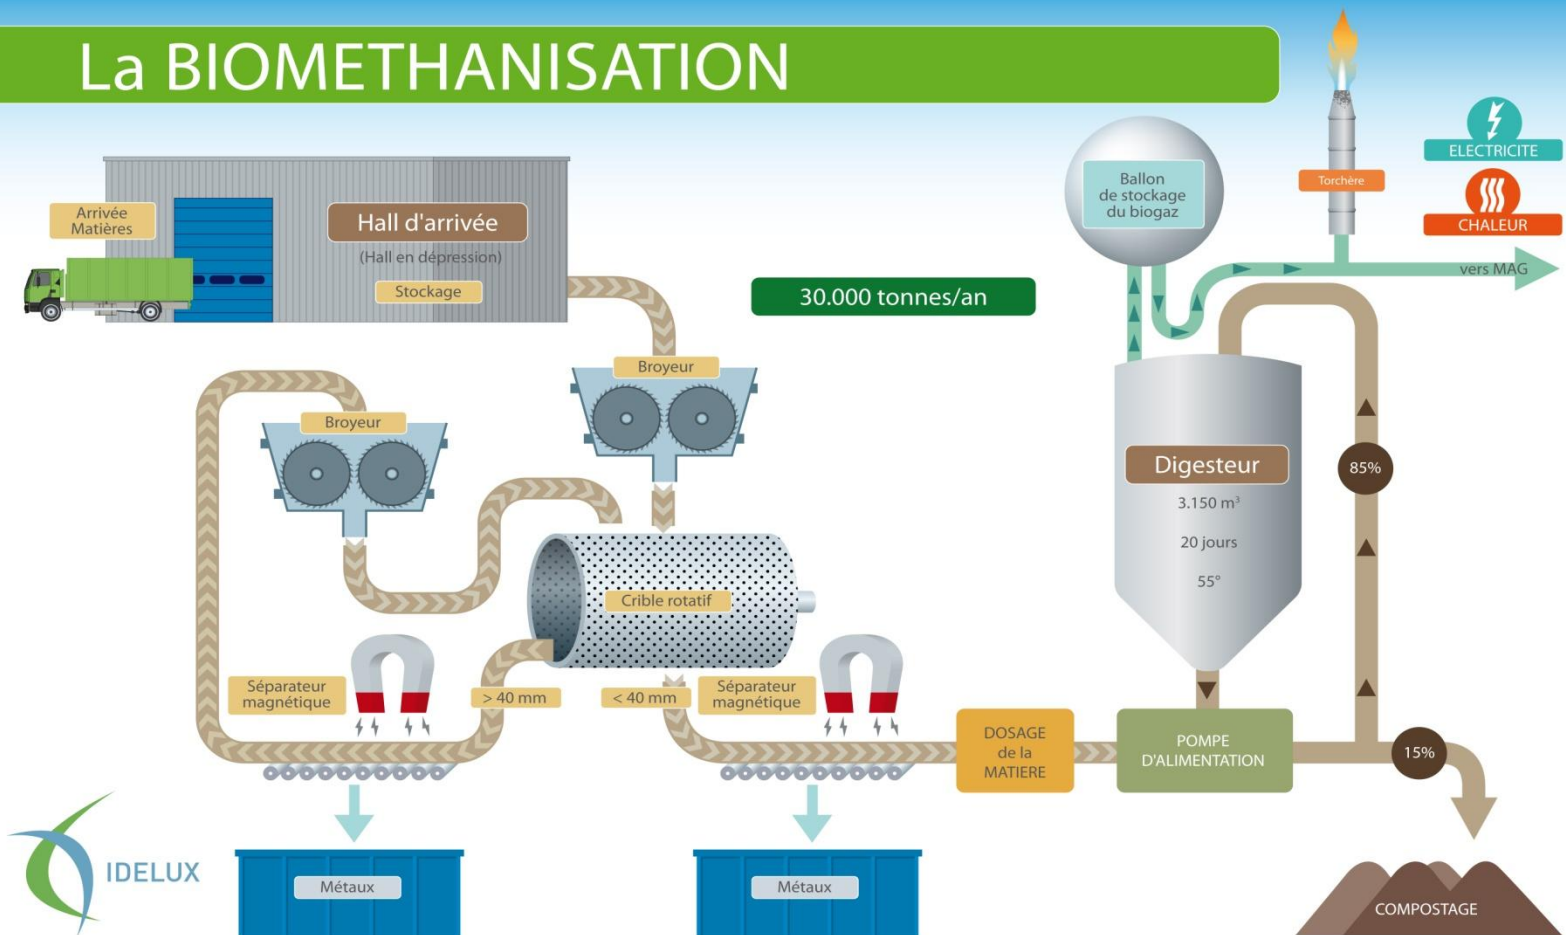 La BIOMETHANISATION
ELECTRICITE
CHALEUR
Torchère
Ballon
de stockage
du biogaz
vers MAG
Arrivée
Matières
Hall d'arrivée
(Hall en dépression)
Stockage
30.000 tonnes/an
Broyeur
Broyeur
Crible rotatif
Digesteur
3.150 m³
20 jours
55°
85%
Séparateur
magnétique
> 40 mm
< 40 mm
Séparateur
magnétique
DOSAGE
de la
MATIERE
POMPE
D'ALIMENTATION
15%
IDELUX
Métaux
Métaux
COMPOSTAGE